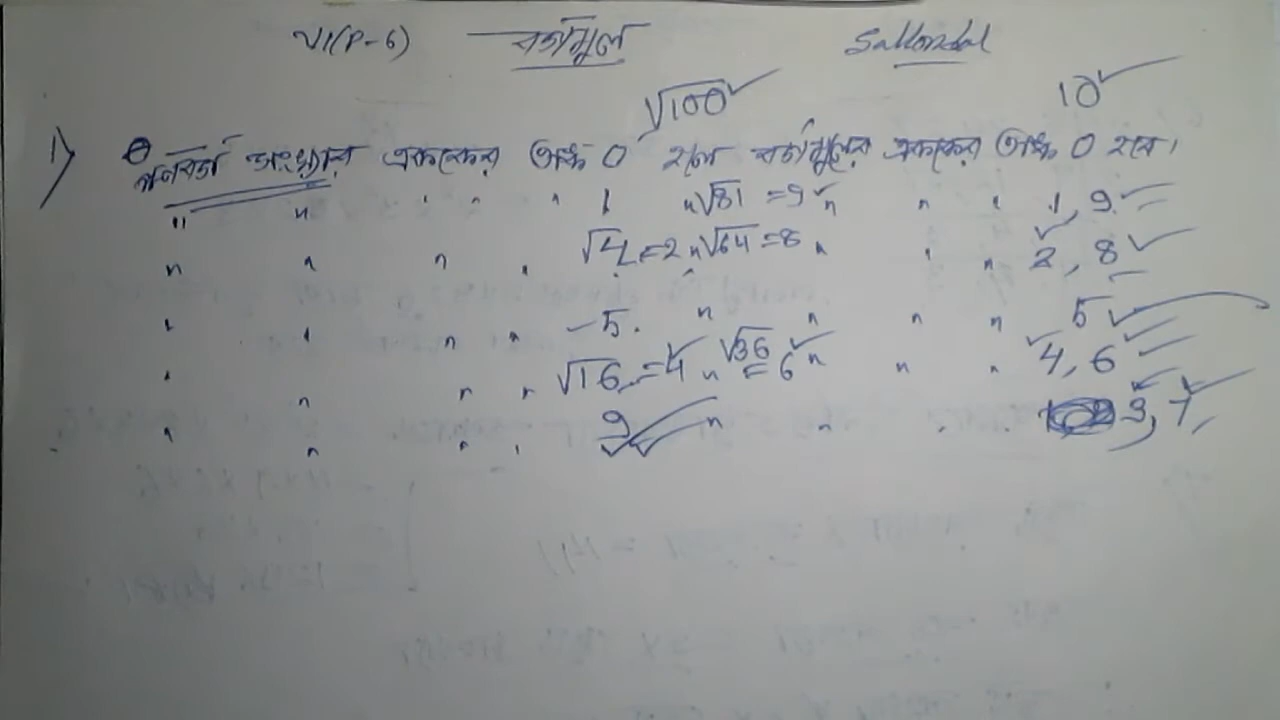 VI(P-6) বর্গমূল
√100 10
1) পূর্ণবর্গ সংখ্যার এককের অঙ্ক 0 হলে বর্গমূলের এককের অঙ্ক 0 হবে।
" " " " " 1 " √81 = 9 " " " 1, 9
" " " " √4 = 2 " √64 = 8 " " " 2, 8
" " " " 5. " " " " 5
" " " " √16 = 4 " √36 = 6 " " " 4, 6
" " " " 9 " " " " 3, 7,